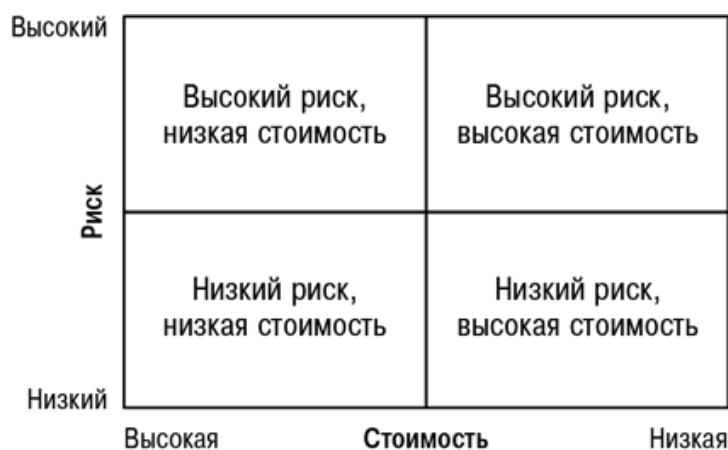 Высокий
Высокий риск,
низкая стоимость
Высокий риск,
высокая стоимость
Риск
Низкий риск,
низкая стоимость
Низкий риск,
высокая стоимость
Низкий
Высокая
Стоимость
Низкая